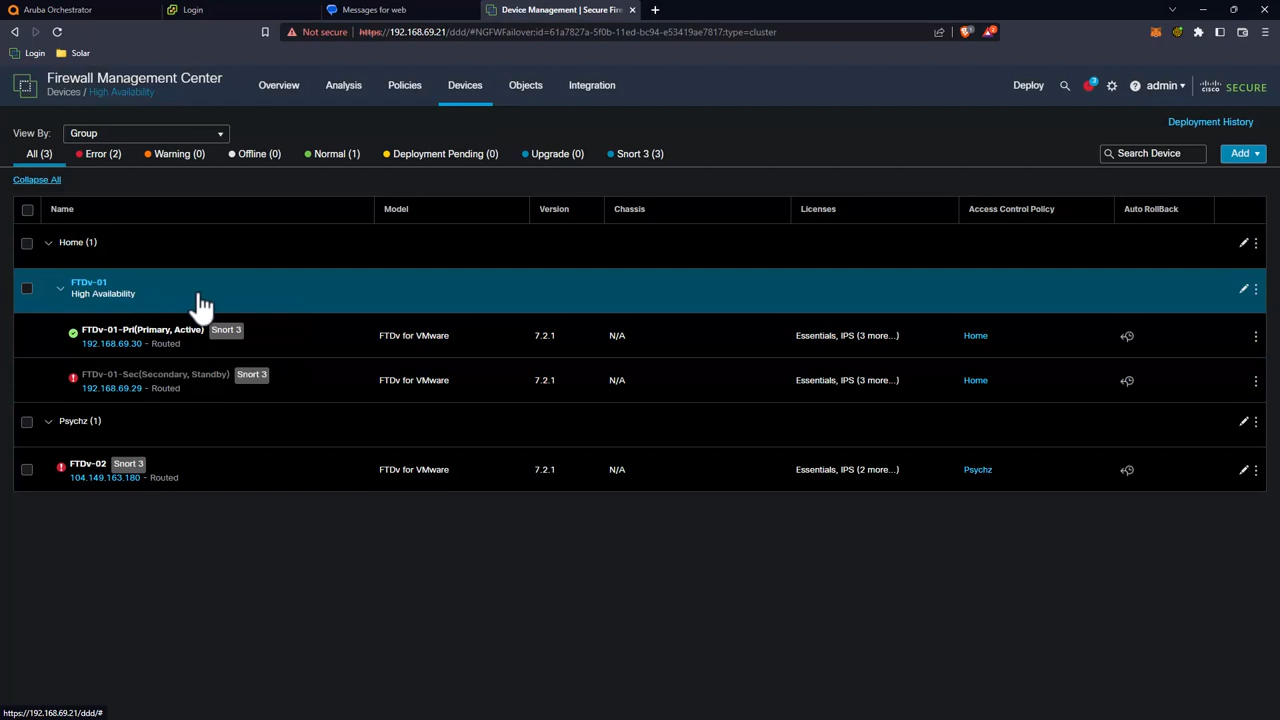 Aruba Orchestrator
Login
Messages for web
Device Management | Secure Fire
Not secure
https://192.168.69.21/ddd/#NGFWFailover:id=61a7827a-5f0b-11ed-bc94-e53419ae7817:type=cluster
2
Login
Solar
Firewall Management Center
Devices / High Availability
Overview
Analysis
Policies
Devices
Objects
Integration
Deploy
3
admin
cisco SECURE
Deployment History
View By:
Group
All (3)
Error (2)
Warning (0)
Offline (0)
Normal (1)
Deployment Pending (0)
Upgrade (0)
Snort 3 (3)
Search Device
Add
Collapse All
Name
Model
Version
Chassis
Licenses
Access Control Policy
Auto RollBack
Home (1)
FTDv-01
High Availability
FTDv-01-Pri(Primary, Active) Snort 3
192.168.69.30 - Routed
FTDv for VMware
7.2.1
N/A
Essentials, IPS (3 more...)
Home
FTDv-01-Sec(Secondary, Standby) Snort 3
192.168.69.29 - Routed
FTDv for VMware
7.2.1
N/A
Essentials, IPS (3 more...)
Home
Psychz (1)
FTDv-02 Snort 3
104.149.163.180 - Routed
FTDv for VMware
7.2.1
N/A
Essentials, IPS (2 more...)
Psychz
https://192.168.69.21/ddd/#